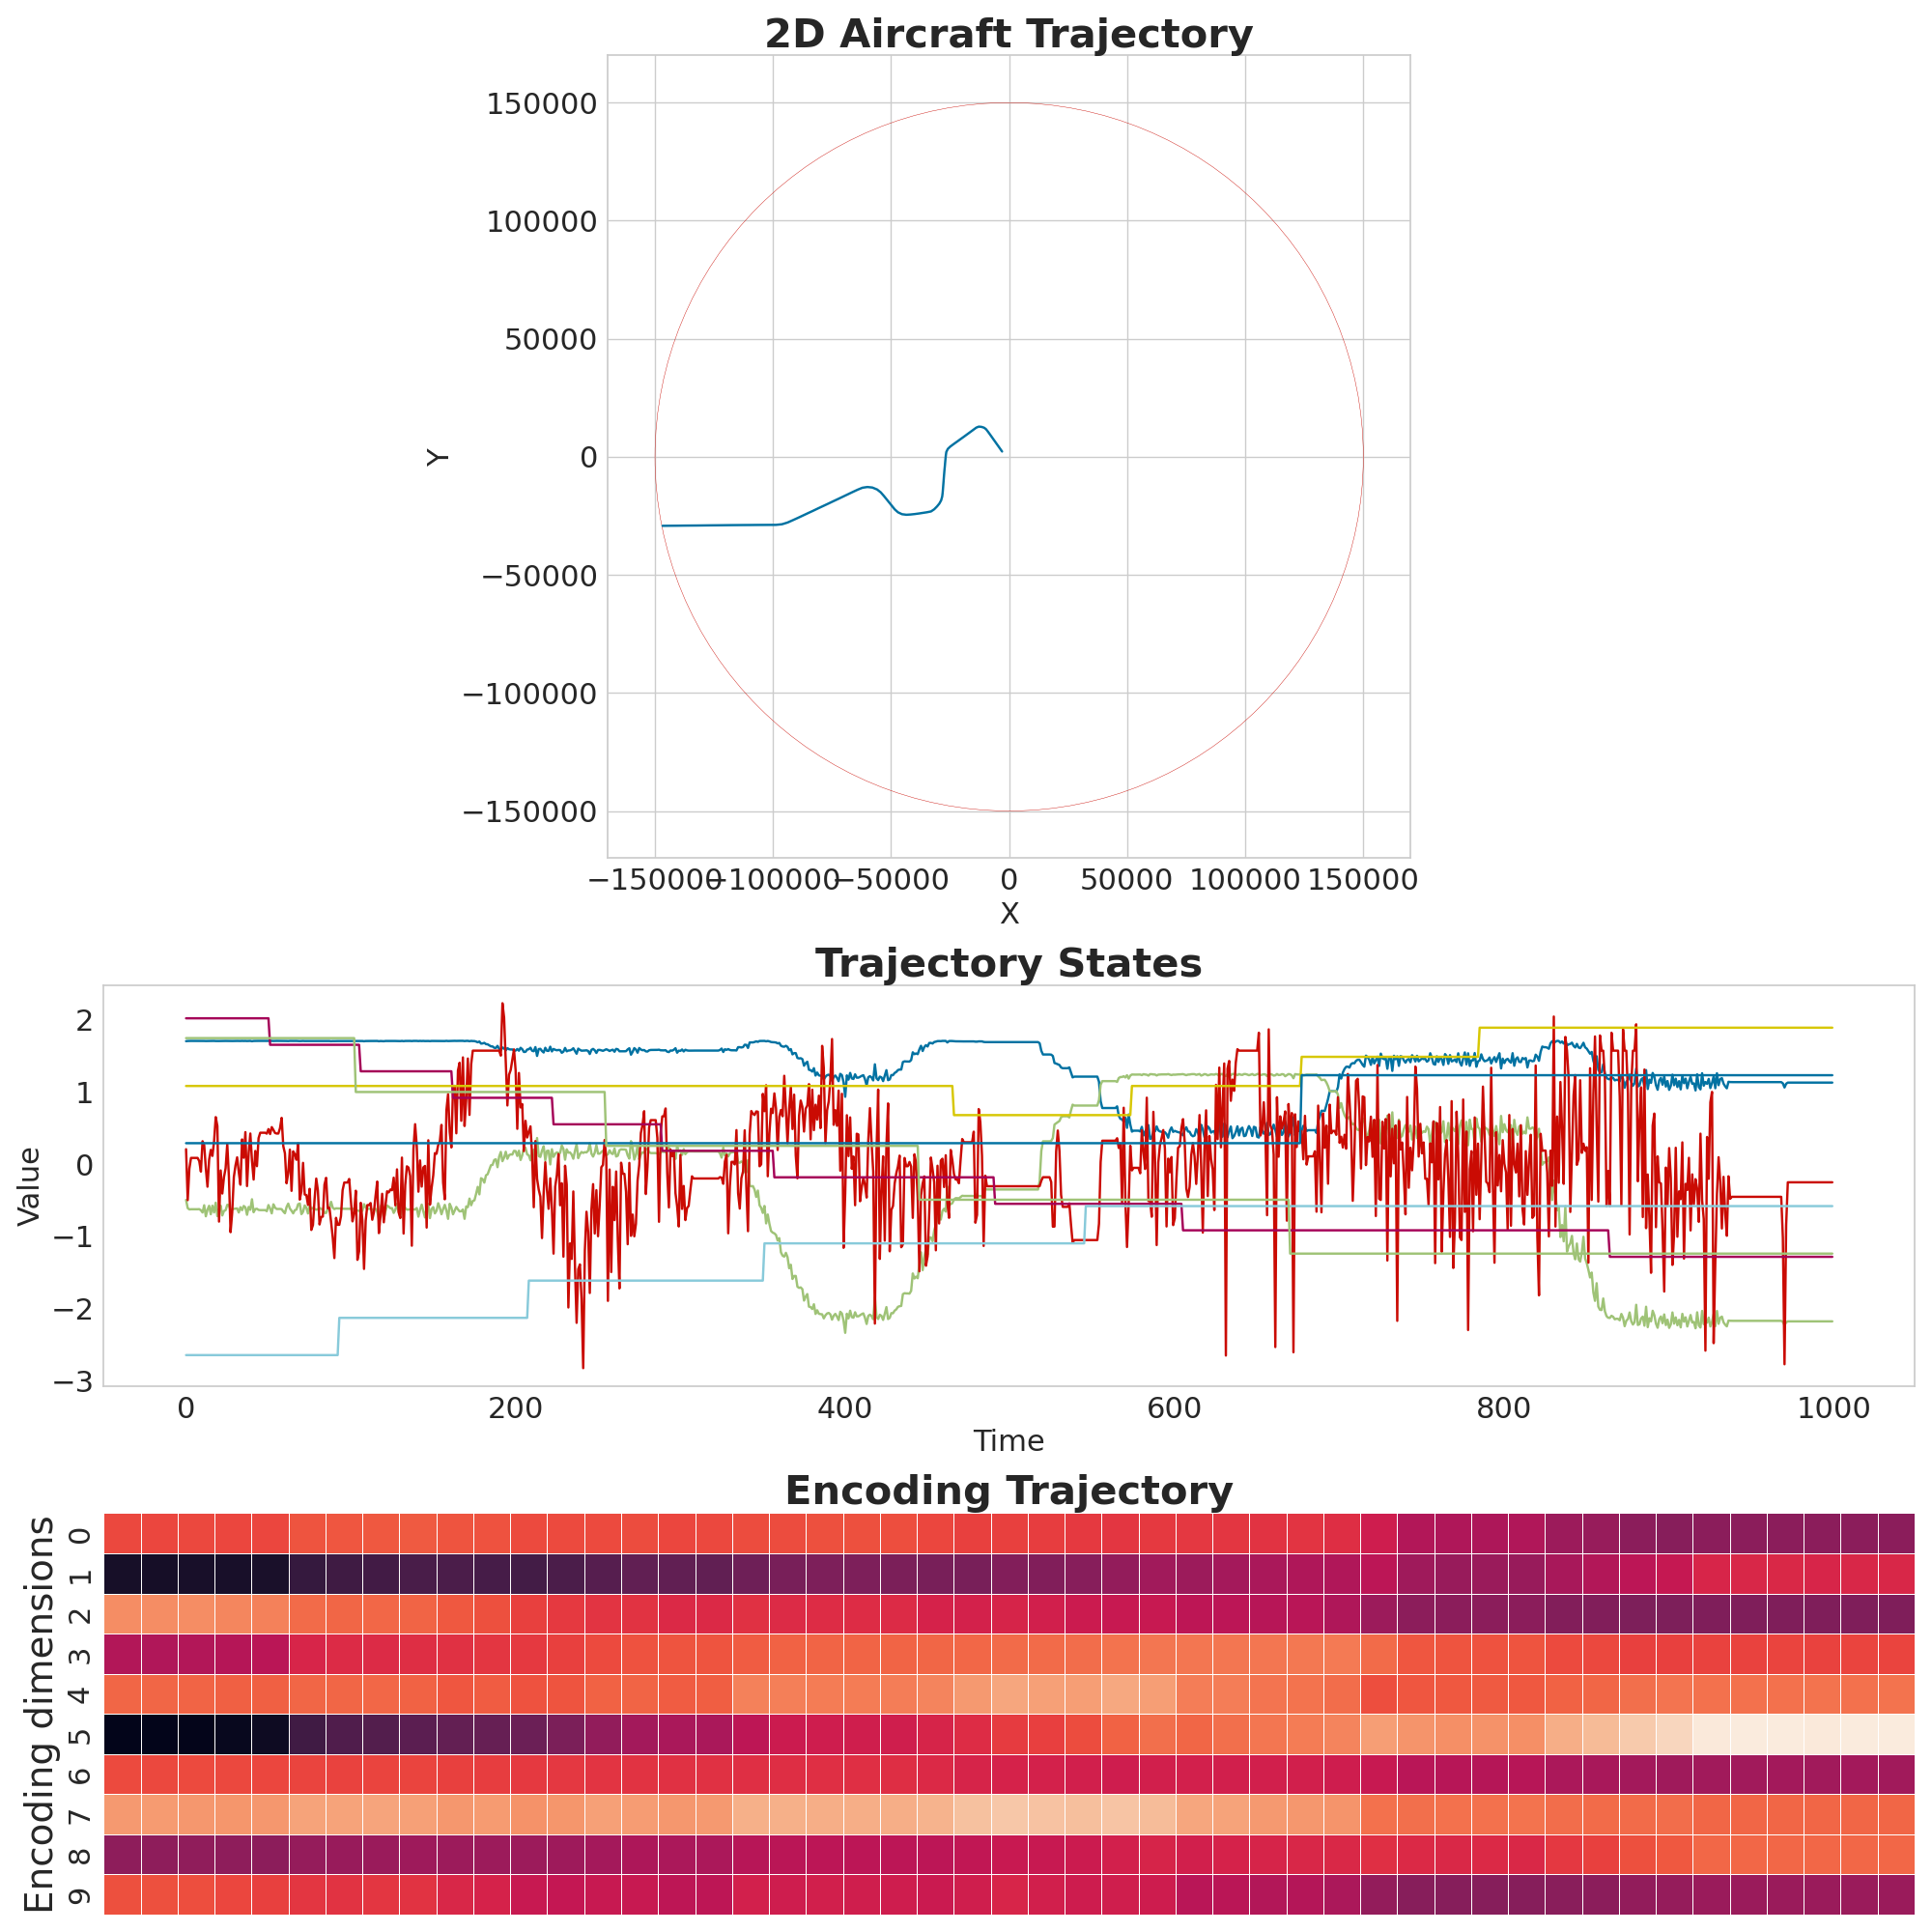 2D Aircraft Trajectory
150000
100000
50000
0
−50000
−100000
−150000
Y
−150000 −100000 −50000 0 50000 100000 150000
X
Trajectory States
2
1
0
−1
−2
−3
Value
0 200 400 600 800 1000
Time
Encoding Trajectory
Encoding dimensions
0
1
2
3
4
5
6
7
8
9